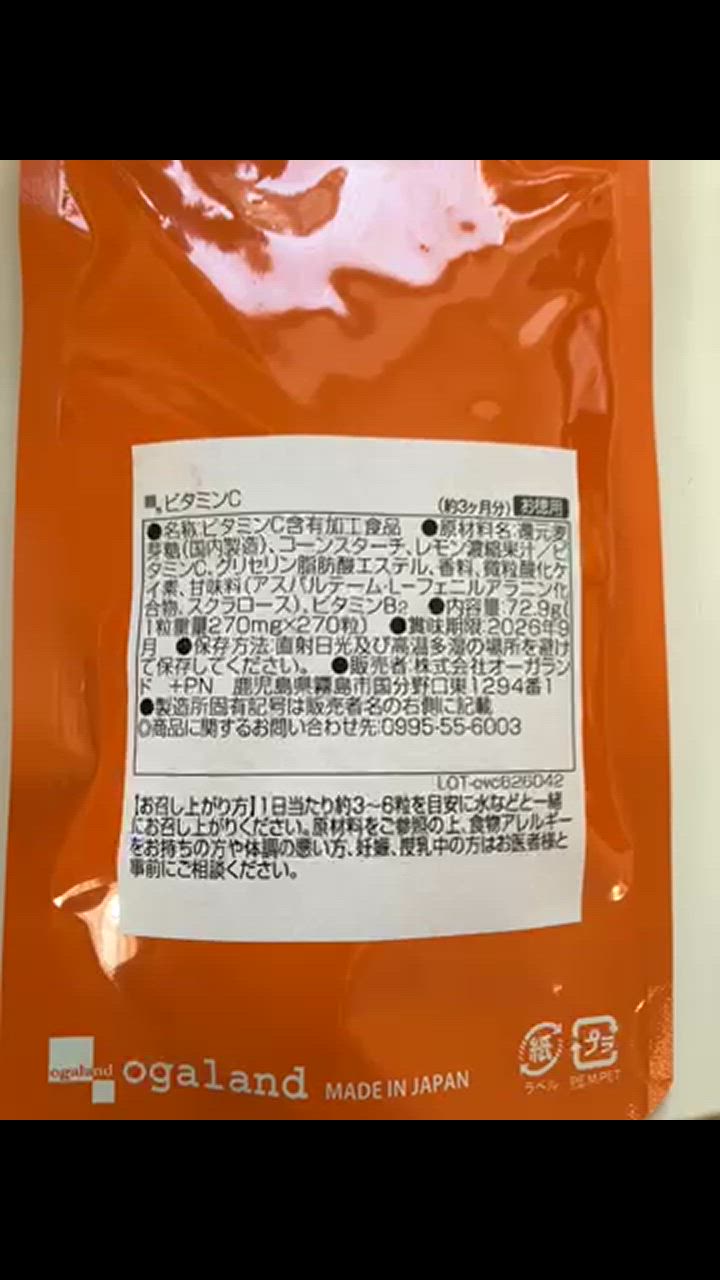 ビタミンC (約3ヶ月分) お徳用
●名称:ビタミンC含有加工食品 ●原材料名:還元麦
芽糖(国内製造)、コーンスターチ、レモン濃縮果汁/ビ
タミンC、グリセリン脂肪酸エステル、香料、微粒酸化ケ
イ素、甘味料(アスパルテーム・L-フェニルアラニン化
合物、スクラロース)、ビタミンB2 ●内容量:72.9g(
1粒重量270mg×270粒) ●賞味期限:2026年9
月 ●保存方法:直射日光及び高温多湿の場所を避け
て保存してください。 ●販売者:株式会社オーガラン
ド +PN 鹿児島県霧島市国分野口東1294番1
●製造所固有記号は販売者名の右側に記載
◎商品に関するお問い合わせ先:0995-55-6003
LOT-cvc626042
【お召し上がり方】1日当たり約3～6粒を目安に水などと一緒
にお召し上がりください。原材料をご参照の上、食物アレルギー
をお持ちの方や体調の悪い方、妊娠、授乳中の方はお医者様と
事前にご相談ください。
ogaland ogaland MADE IN JAPAN
紙 プラ
ラベル PE,M,PET